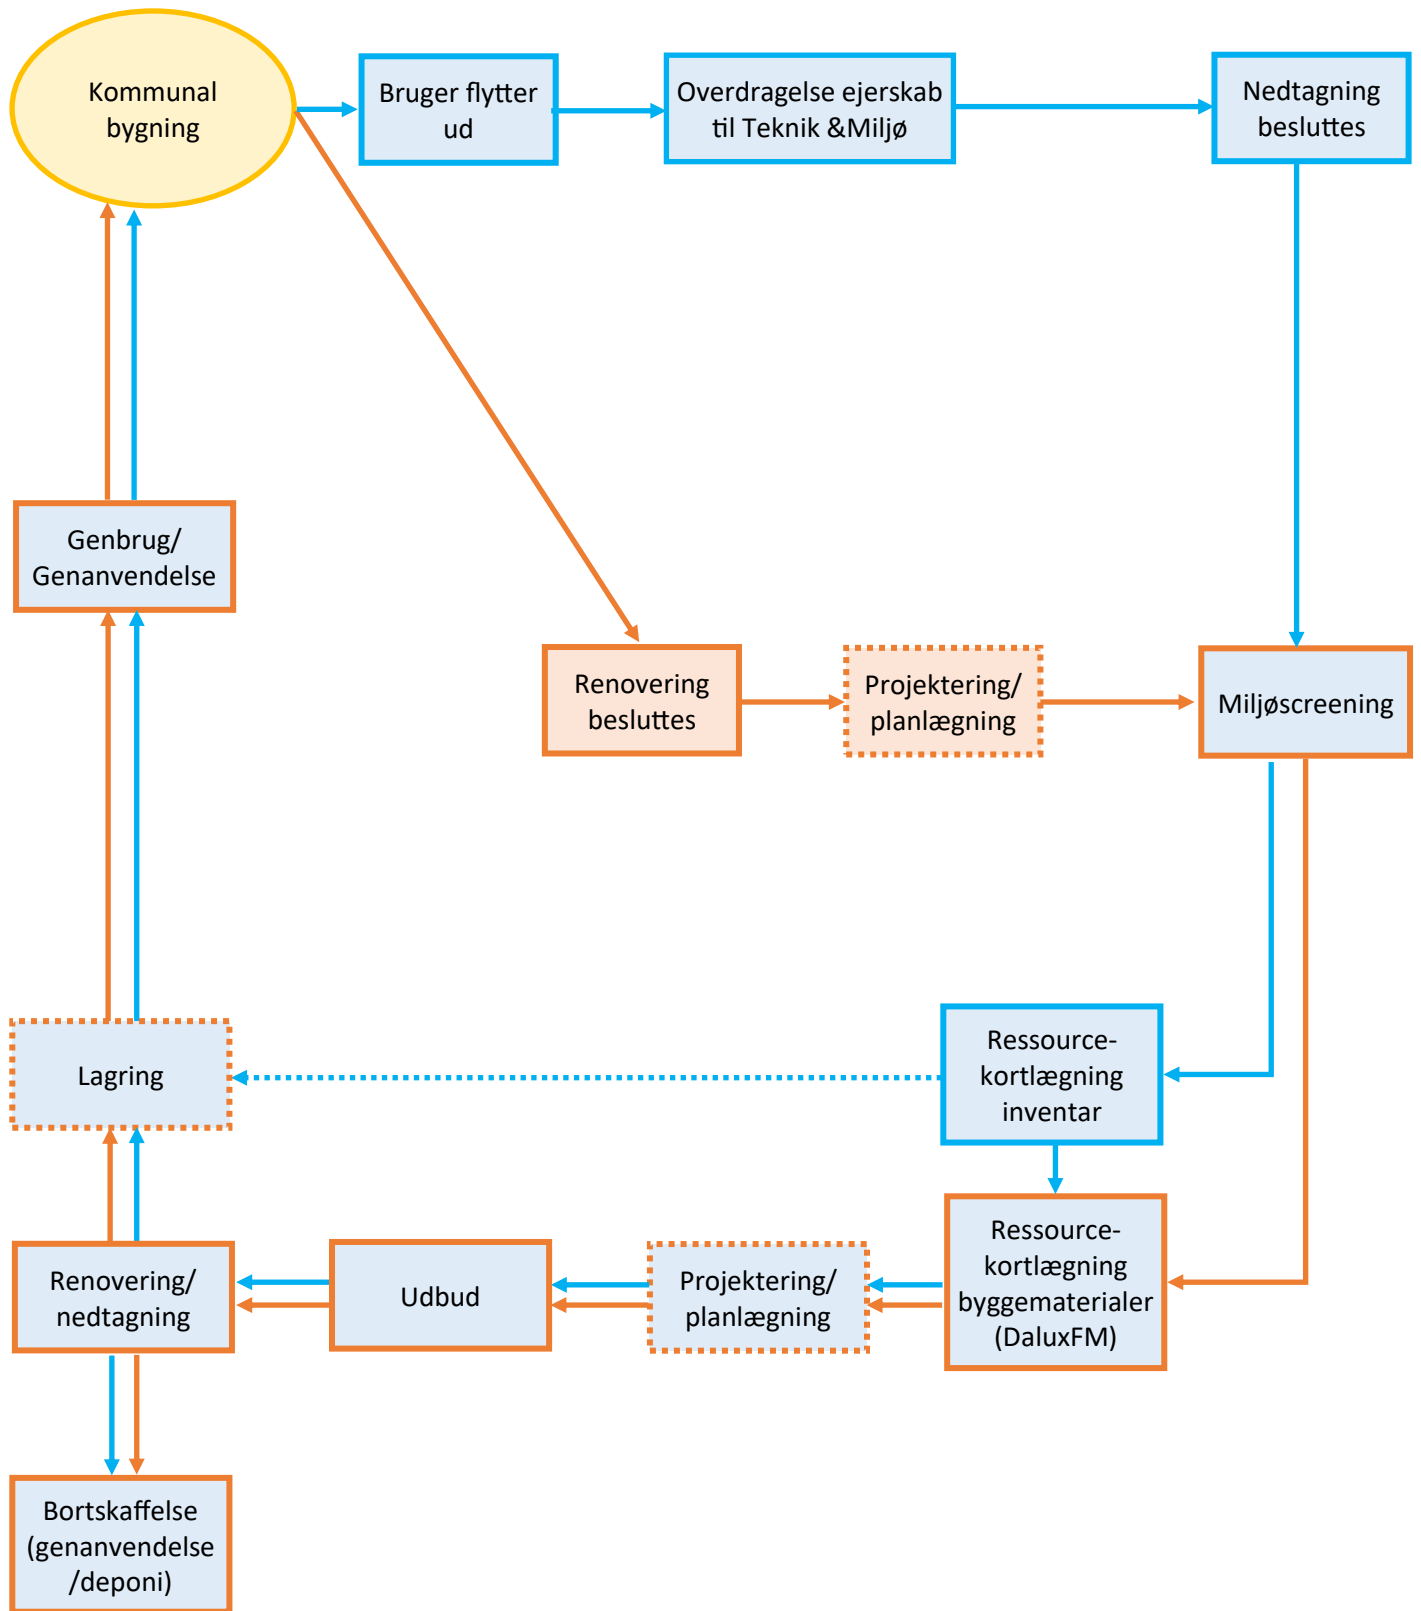 Kommunal
bygning
Bruger flytter
ud
Overdragelse ejerskab
til Teknik &Miljø
Nedtagning
besluttes
Genbrug/
Genanvendelse
Renovering
besluttes
Projektering/
planlægning
Miljøscreening
Lagring
Ressource-
kortlægning
inventar
Renovering/
nedtagning
Udbud
Projektering/
planlægning
Ressource-
kortlægning
byggematerialer
(DaluxFM)
Bortskaffelse
(genanvendelse
/deponi)